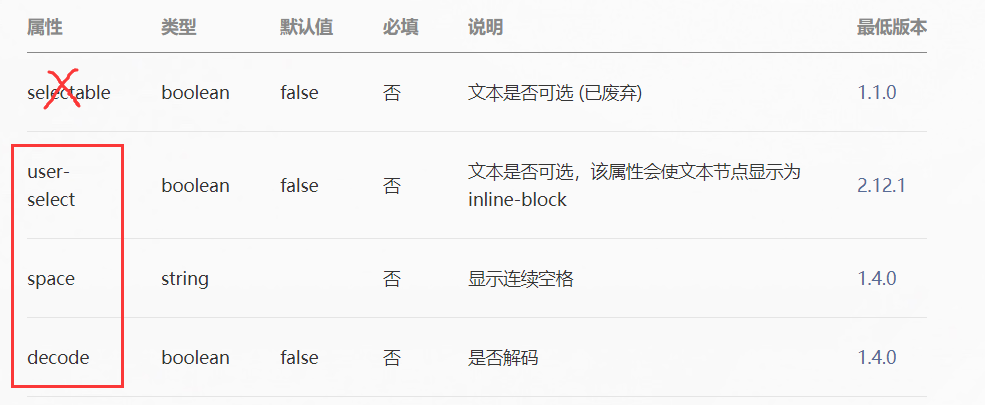 属性 类型 默认值 必填 说明 最低版本
selectable boolean false 否 文本是否可选 (已废弃) 1.1.0
user-
select boolean false 否 文本是否可选，该属性会使文本节点显示为
inline-block 2.12.1
space string 否 显示连续空格 1.4.0
decode boolean false 否 是否解码 1.4.0